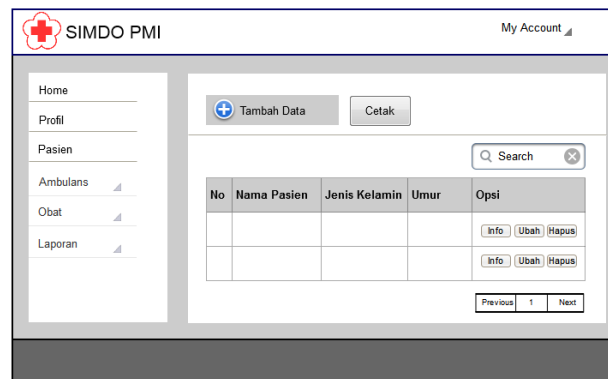 SIMDO PMI
My Account
Home
Profil
Pasien
Ambulans
Obat
Laporan
Tambah Data
Cetak
Search
No Nama Pasien Jenis Kelamin Umur Opsi
Info Ubah Hapus
Info Ubah Hapus
Previous 1 Next